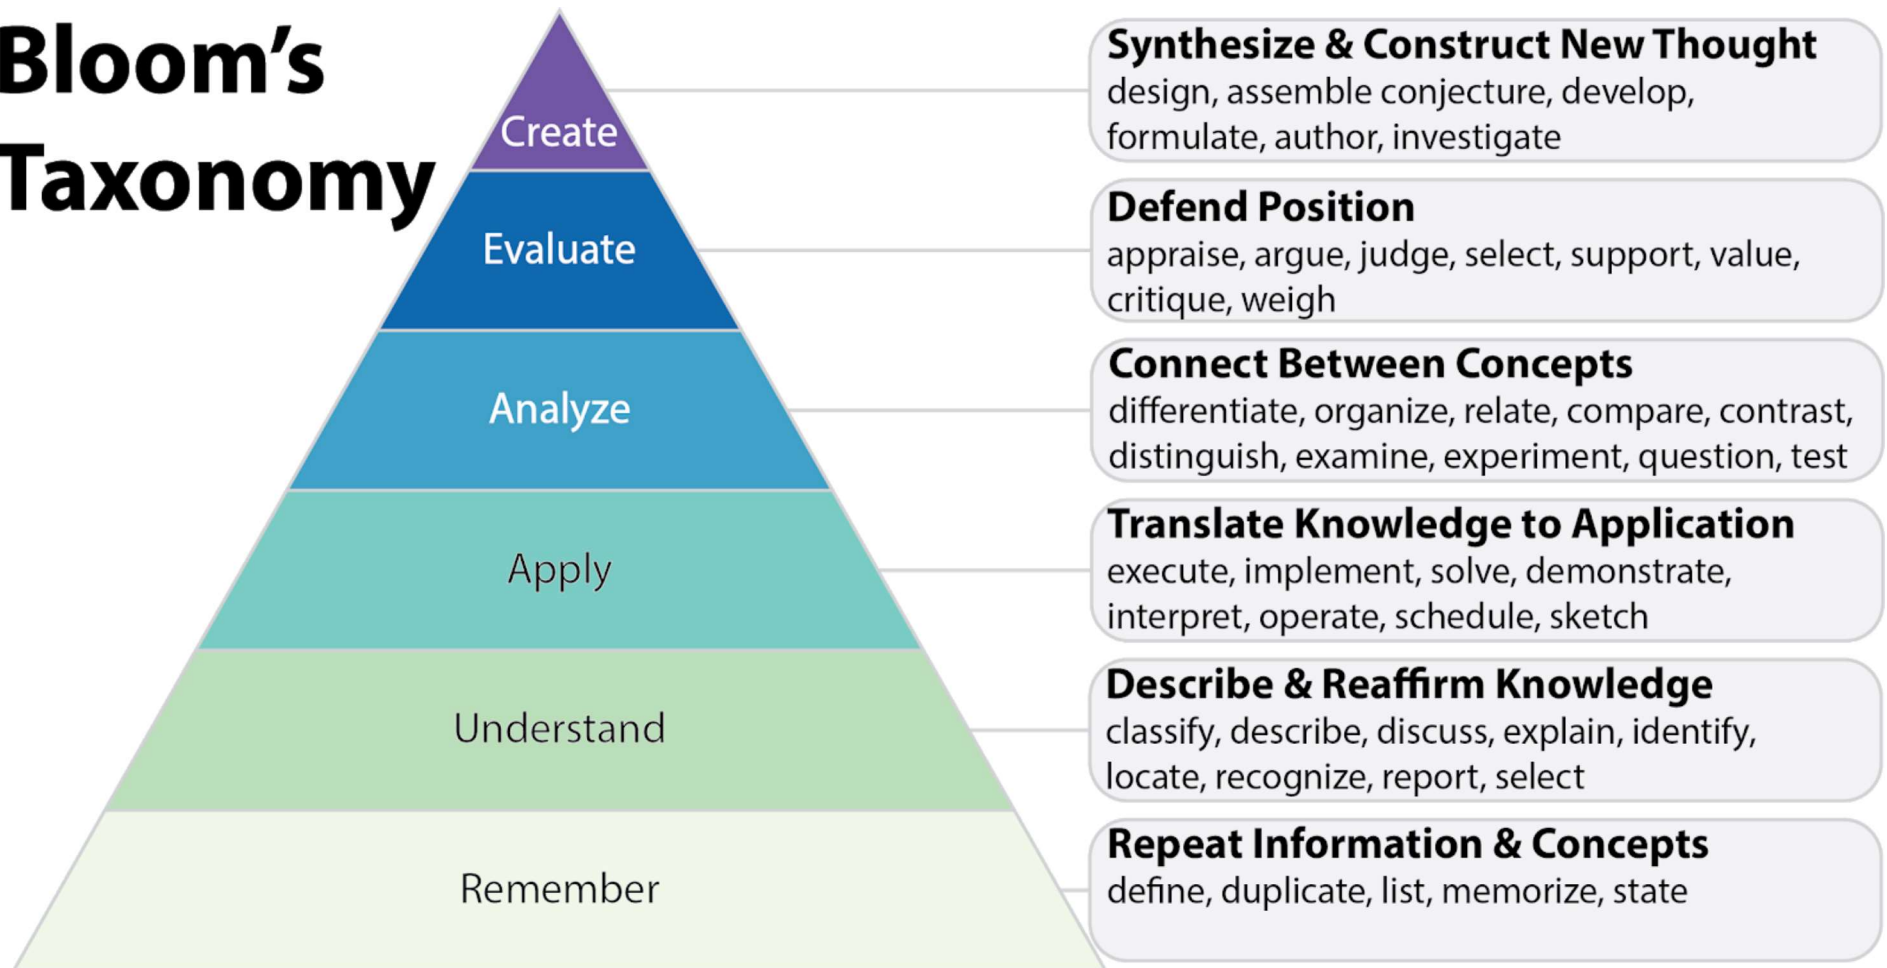 Bloom's
Taxonomy
Create
Synthesize & Construct New Thought
design, assemble conjecture, develop,
formulate, author, investigate
Evaluate
Defend Position
appraise, argue, judge, select, support, value,
critique, weigh
Analyze
Connect Between Concepts
differentiate, organize, relate, compare, contrast,
distinguish, examine, experiment, question, test
Apply
Translate Knowledge to Application
execute, implement, solve, demonstrate,
interpret, operate, schedule, sketch
Understand
Describe & Reaffirm Knowledge
classify, describe, discuss, explain, identify,
locate, recognize, report, select
Remember
Repeat Information & Concepts
define, duplicate, list, memorize, state